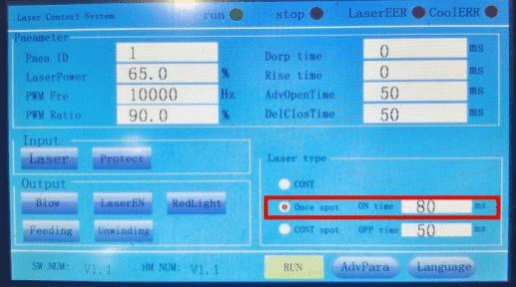 Laser Contorl System run stop LaserEER CoolERR
Paeameter
Paea ID 1 Dorp time 0 ms
LaserPower 65.0 % Rise time 0 ms
PWM Fre 10000 Hz AdvOpenTime 50 ms
PWM Ratio 90.0 % DelClosTime 50 ms
Input
Laser Protect
Laser type
CONT
Output
Blow LaserEN RedLight
Once spot ON time 80 ms
Feeding Unwinding
CONT spot OFF time 50 ms
SW NUM: V1.1 HW NUM: V1.1 RUN AdvPara Language